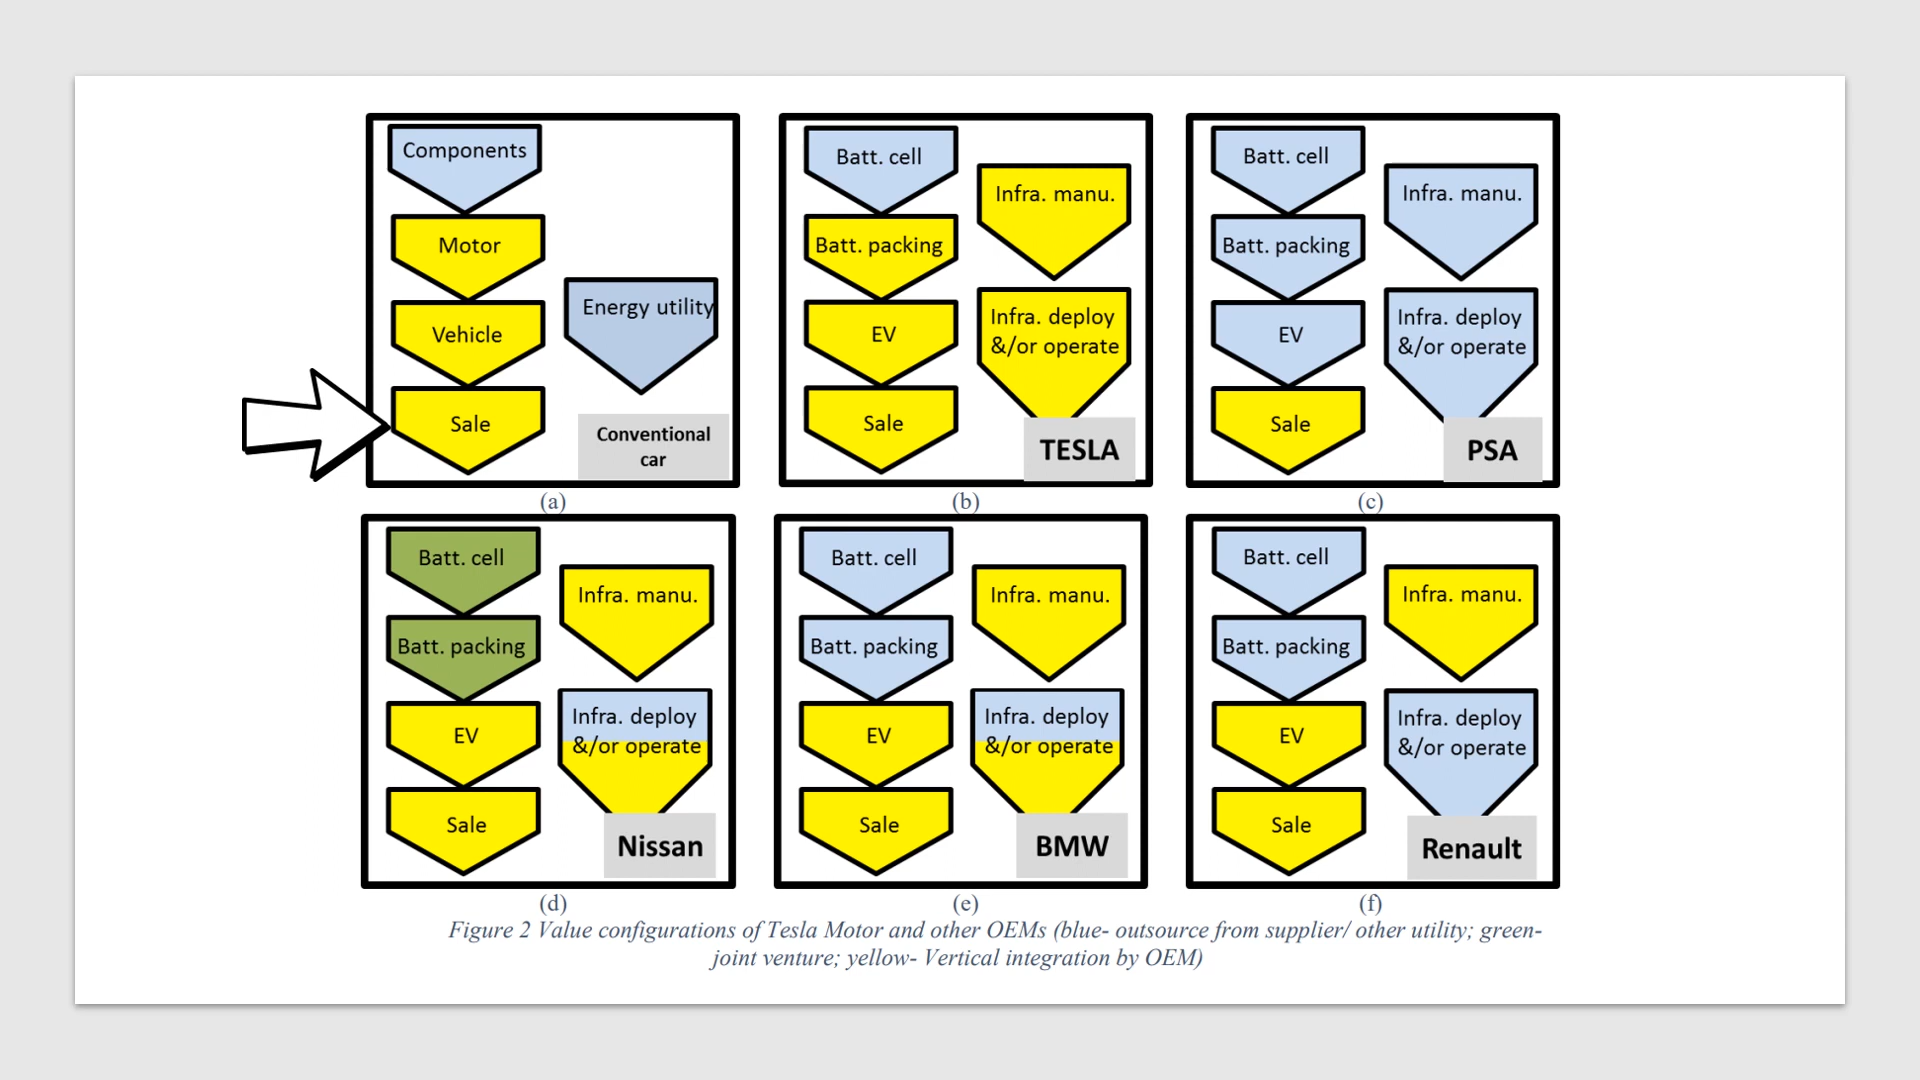 Components
Motor
Vehicle
Sale
Energy utility
Conventional
car
(a)
Batt. cell
Batt. packing
EV
Sale
Infra. manu.
Infra. deploy
&/or operate
TESLA
(b)
Batt. cell
Batt. packing
EV
Sale
Infra. manu.
Infra. deploy
&/or operate
PSA
(c)
Batt. cell
Batt. packing
EV
Sale
Infra. manu.
Infra. deploy
&/or operate
Nissan
(d)
Batt. cell
Batt. packing
EV
Sale
Infra. manu.
Infra. deploy
&/or operate
BMW
(e)
Batt. cell
Batt. packing
EV
Sale
Infra. manu.
Infra. deploy
&/or operate
Renault
(f)
Figure 2 Value configurations of Tesla Motor and other OEMs (blue- outsource from supplier/ other utility; green-
joint venture; yellow- Vertical integration by OEM)